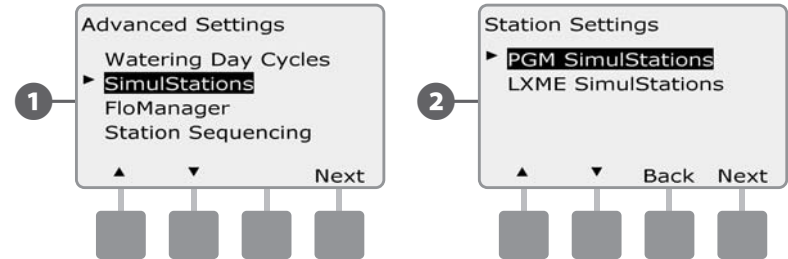 1
Advanced Settings
Watering Day Cycles
► SimulStations
FloManager
Station Sequencing
▲ ▼ Next
2
Station Settings
► PGM SimulStations
LXME SimulStations
▲ ▼ Back Next